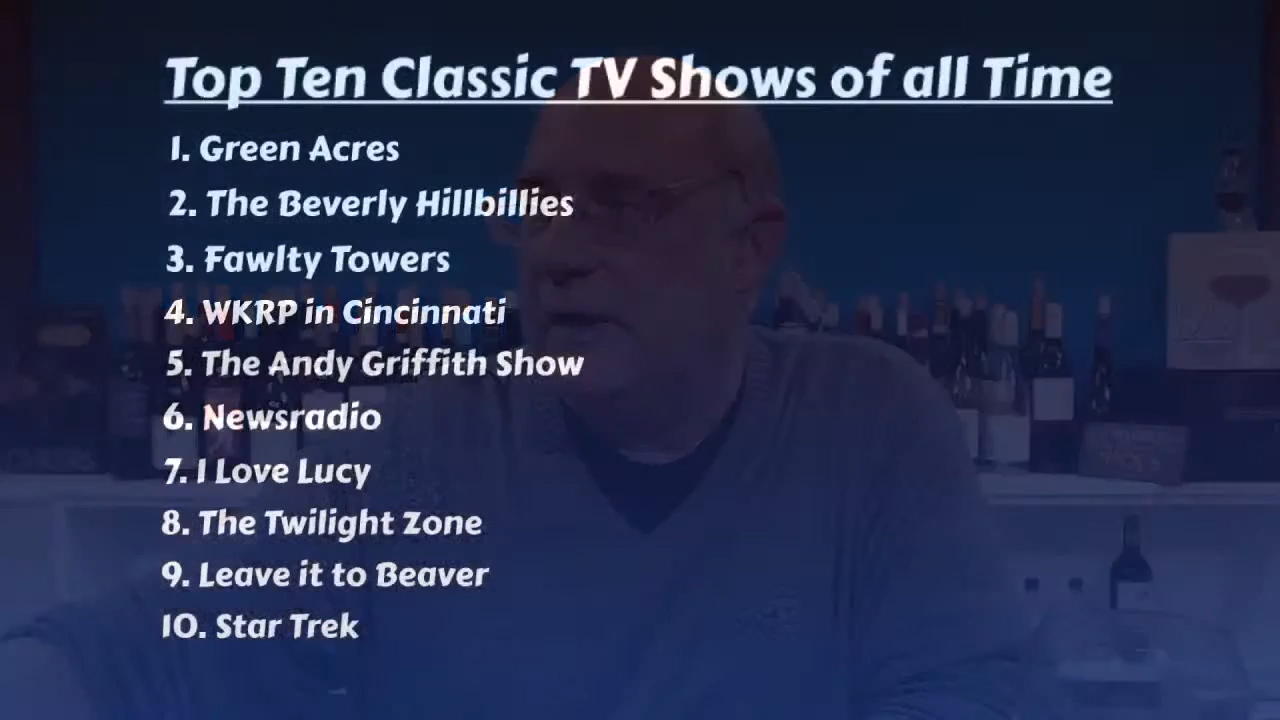 Top Ten Classic TV Shows of all Time
1. Green Acres
2. The Beverly Hillbillies
3. Fawlty Towers
4. WKRP in Cincinnati
5. The Andy Griffith Show
6. Newsradio
7. I Love Lucy
8. The Twilight Zone
9. Leave it to Beaver
10. Star Trek